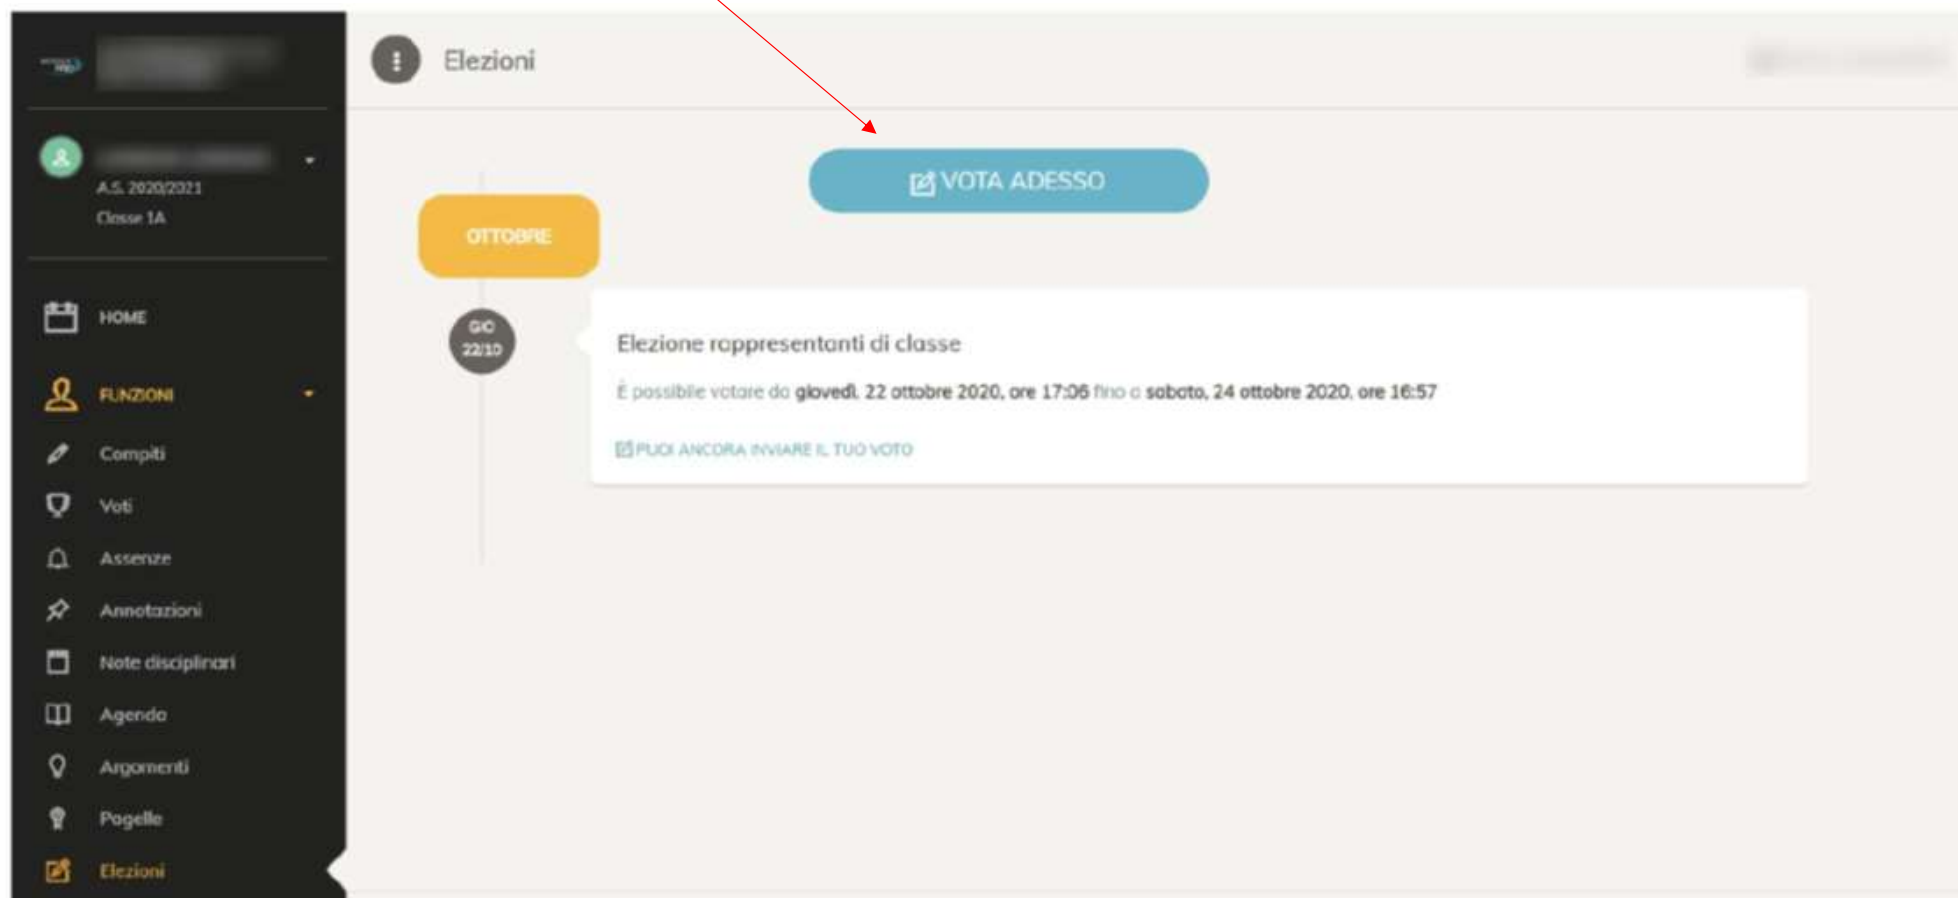 Elezioni
A.S. 2020/2021
Classe 1A
VOTA ADESSO
OTTOBRE
HOME
GIO
22/10
Elezione rappresentanti di classe
È possibile votare da giovedì, 22 ottobre 2020, ore 17:06 fino a sabato, 24 ottobre 2020, ore 16:57
PUOI ANCORA INVIARE IL TUO VOTO
FUNZIONI
Compiti
Voti
Assenze
Annotazioni
Note disciplinari
Agenda
Argomenti
Pagelle
Elezioni